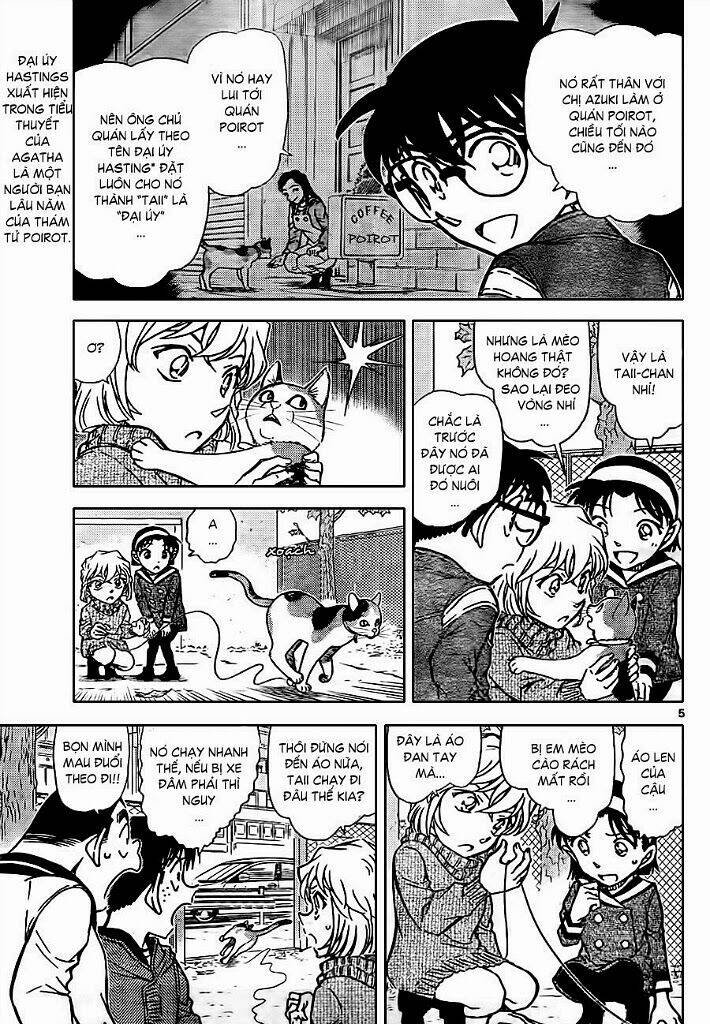 NÓ RẤT THÂN VỚI
CHỊ AZUKI LÀM Ở
QUÁN POIROT,
CHIỀU TỐI NÀO
CŨNG ĐẾN ĐÓ
...
VÌ NÓ HAY
LUI TỚI
QUÁN
POIROT
...
NÊN ÔNG CHỦ
QUÁN LẤY THEO
TÊN ĐẠI ÚY
HASTING* ĐẶT
LUÔN CHO NÓ
THÀNH "TAII" LÀ
"ĐẠI ÚY"
...
COFFEE
POIROT
ĐẠI ÚY
HASTINGS
XUẤT HIỆN
TRONG TIỂU
THUYẾT
CỦA
AGATHA
LÀ MỘT
NGƯỜI BẠN
LÂU NĂM
CỦA THÁM
TỬ POIROT.
VẬY LÀ
TAII-CHAN
NHỈ!
NHƯNG LÀ MÈO
HOANG THẬT
KHÔNG ĐÓ?
SAO LẠI ĐEO
VÒNG NHỈ
...
CHẮC LÀ
TRƯỚC
ĐÂY NÓ ĐÃ
ĐƯỢC AI
ĐÓ NUÔI
...
Ơ?
A
...
XOẠCH
5
ÁO LEN
CỦA CẬU
...
BỊ EM MÈO
CÀO RÁCH
MẤT RỒI
...
ĐÂY LÀ ÁO
ĐAN TAY
MÀ...
THÔI ĐỪNG NÓI
ĐẾN ÁO NỮA,
TAII CHẠY ĐI
ĐÂU THẾ KIA?
NÓ CHẠY NHANH
THẾ, NẾU BỊ XE
ĐÂM PHẢI THÌ
NGUY
...
BỌN MÌNH
MAU ĐUỔI
THEO ĐI!!